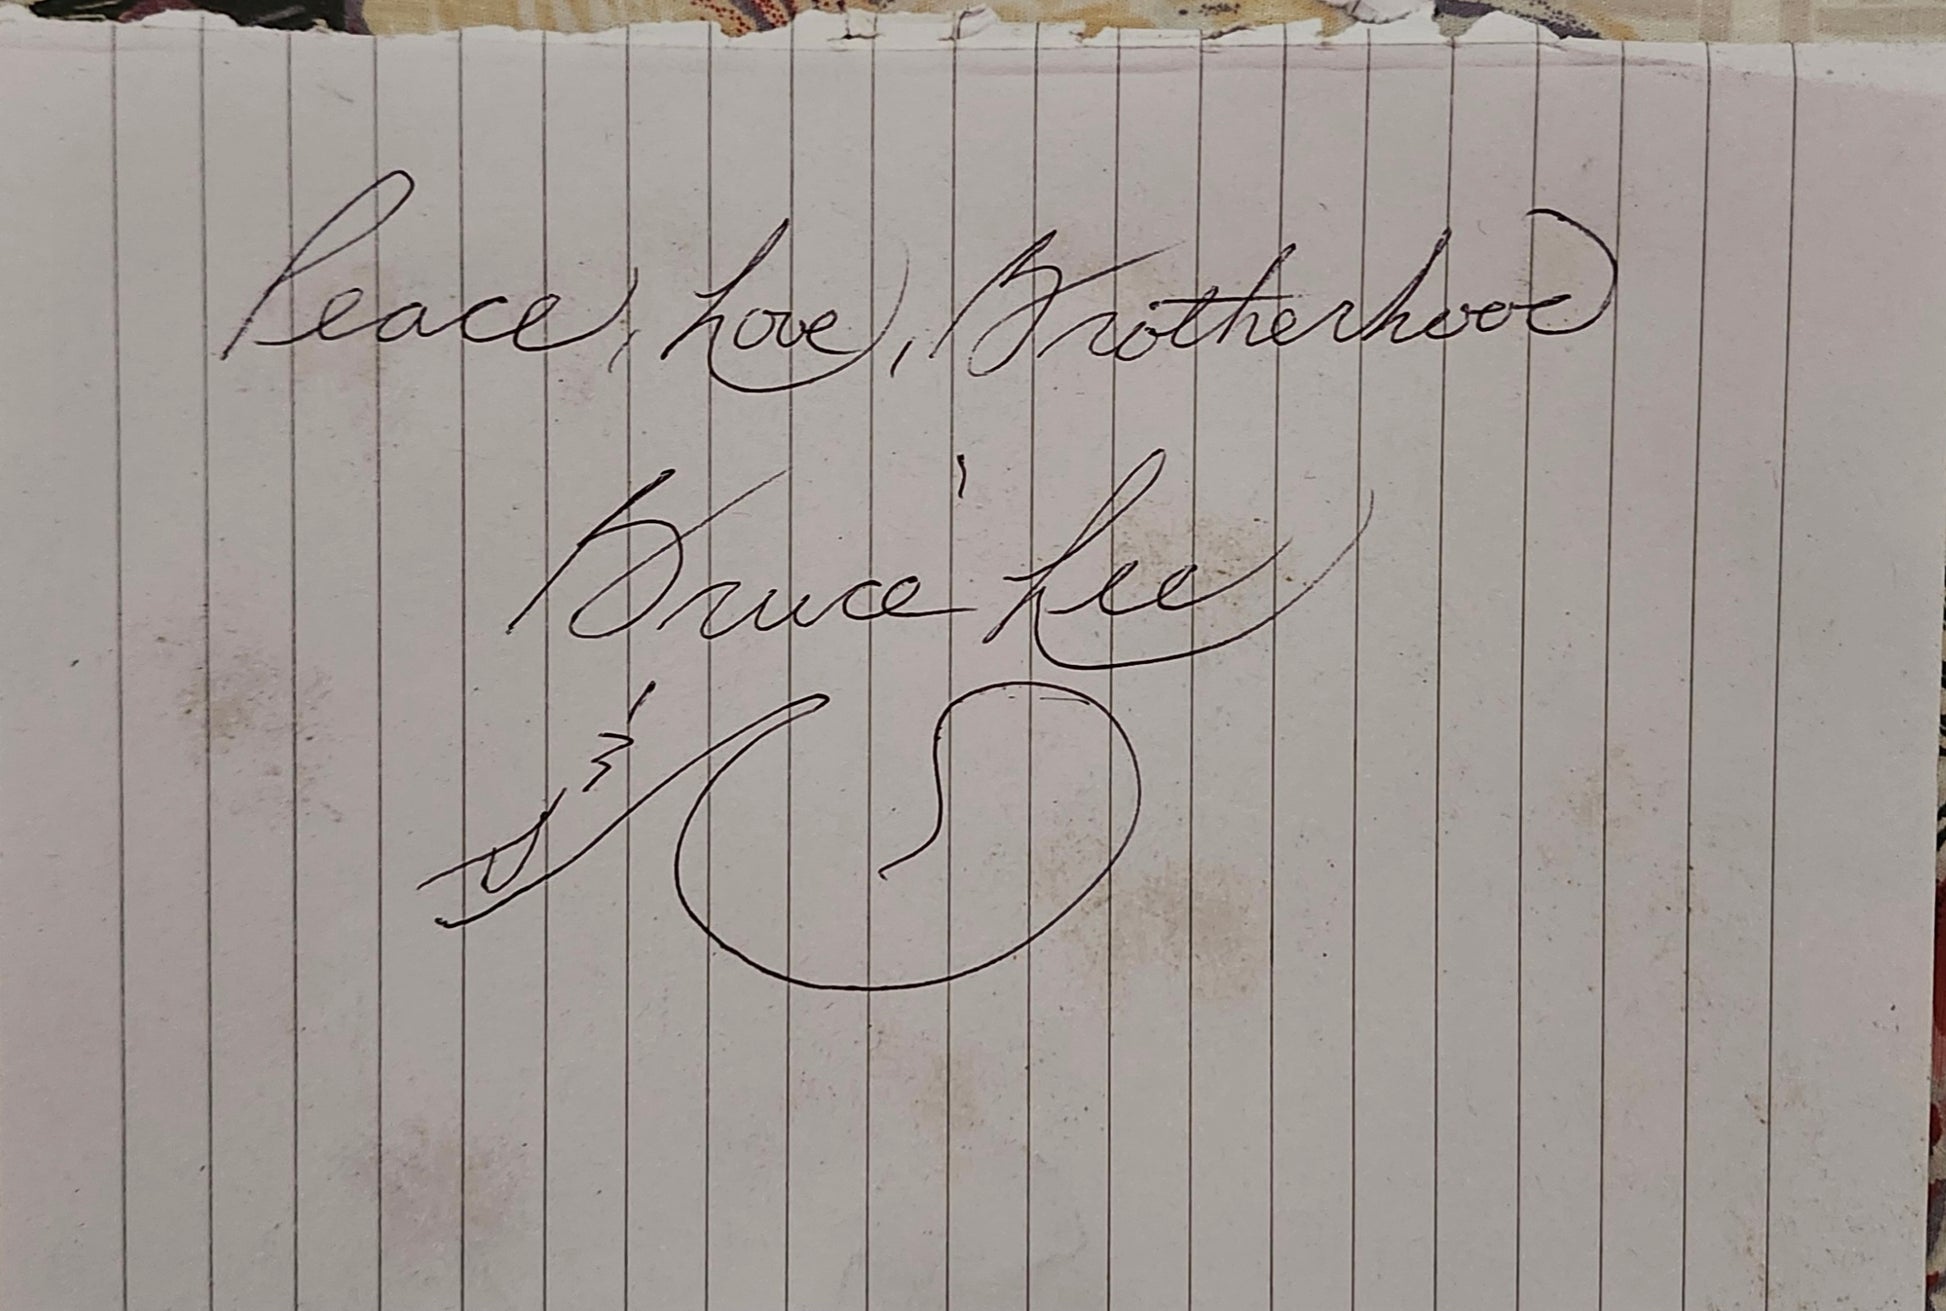 Peace, Love, Brotherhood
Bruce Lee